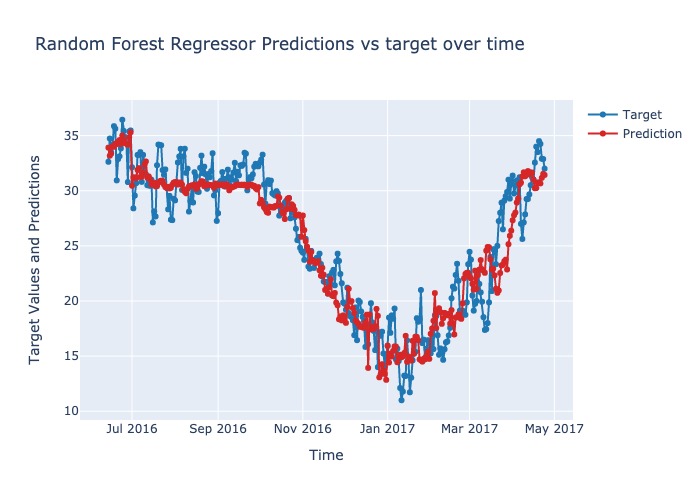 Random Forest Regressor Predictions vs target over time
Target
Prediction
Target Values and Predictions
35
30
25
20
15
10
Jul 2016
Sep 2016
Nov 2016
Jan 2017
Mar 2017
May 2017
Time